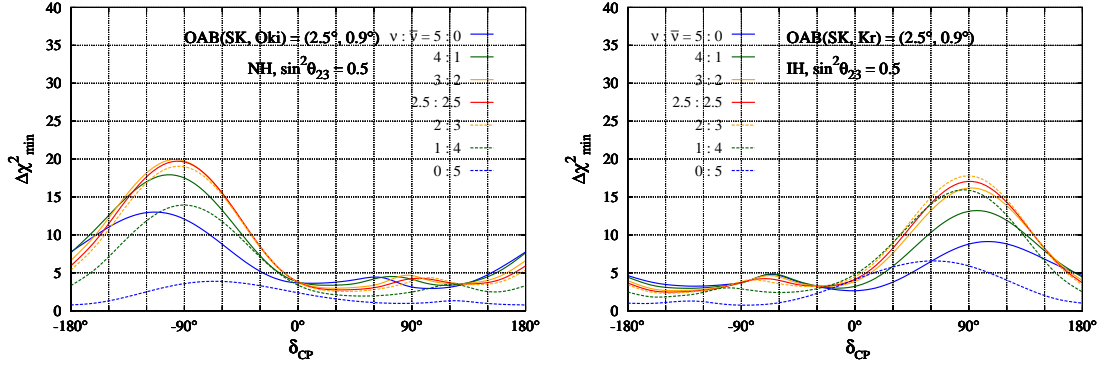 40
35
30
25
20
15
10
5
0
Δχ²min
OAB(SK, Oki) = (2.5°, 0.9°)
NH, sin²θ23 = 0.5
ν : ν̅ = 5 : 0
4 : 1
3 : 2
2.5 : 2.5
2 : 3
1 : 4
0 : 5
-180° -90° 0° 90° 180°
δCP
40
35
30
25
20
15
10
5
0
Δχ²min
ν : ν̅ = 5 : 0
4 : 1
3 : 2
2.5 : 2.5
2 : 3
1 : 4
0 : 5
OAB(SK, Kr) = (2.5°, 0.9°)
IH, sin²θ23 = 0.5
-180° -90° 0° 90° 180°
δCP